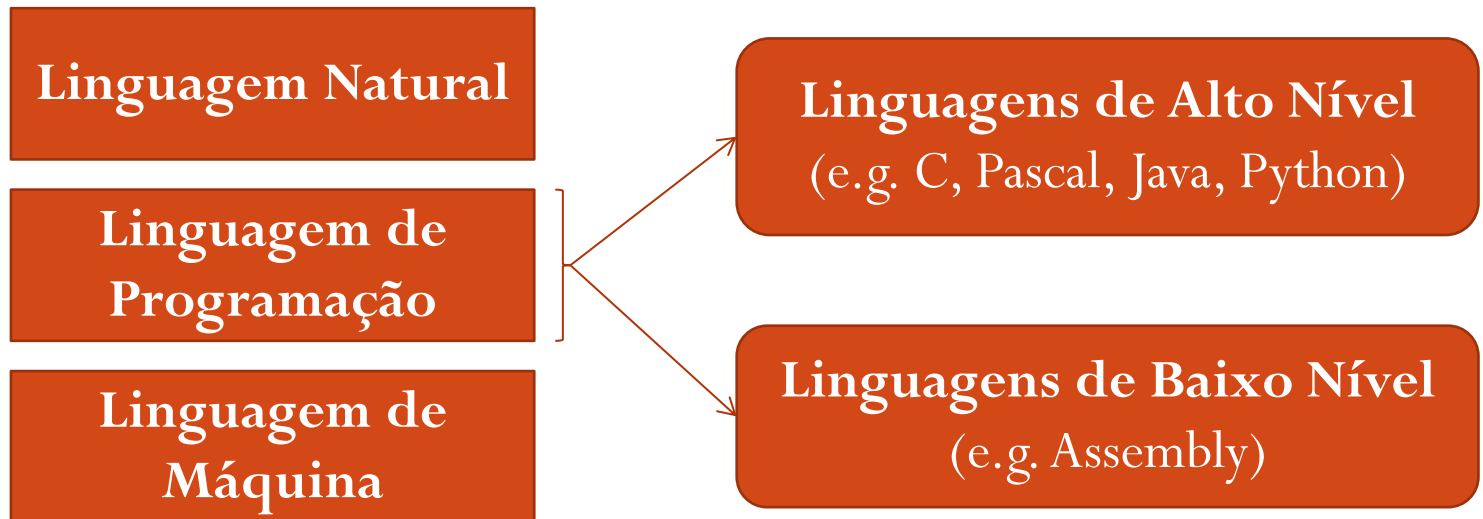 Linguagem Natural
Linguagem de
Programação
Linguagem de
Máquina
Linguagens de Alto Nível
(e.g. C, Pascal, Java, Python)
Linguagens de Baixo Nível
(e.g. Assembly)